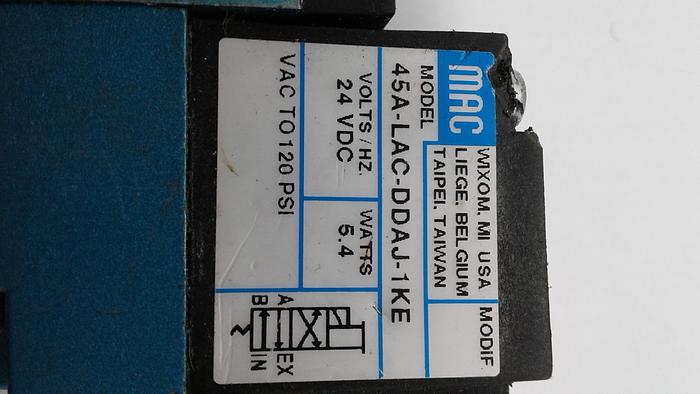 MAC
WIXOM. MI USA
LIEGE, BELGIUM
TAIPEI, TAIWAN
MODIF.
MODEL
45A-LAC-DDAJ-1KE
VOLTS/HZ.
24 VDC
WATTS
5.4
VAC TO 120 PSI
A
B
EX
IN